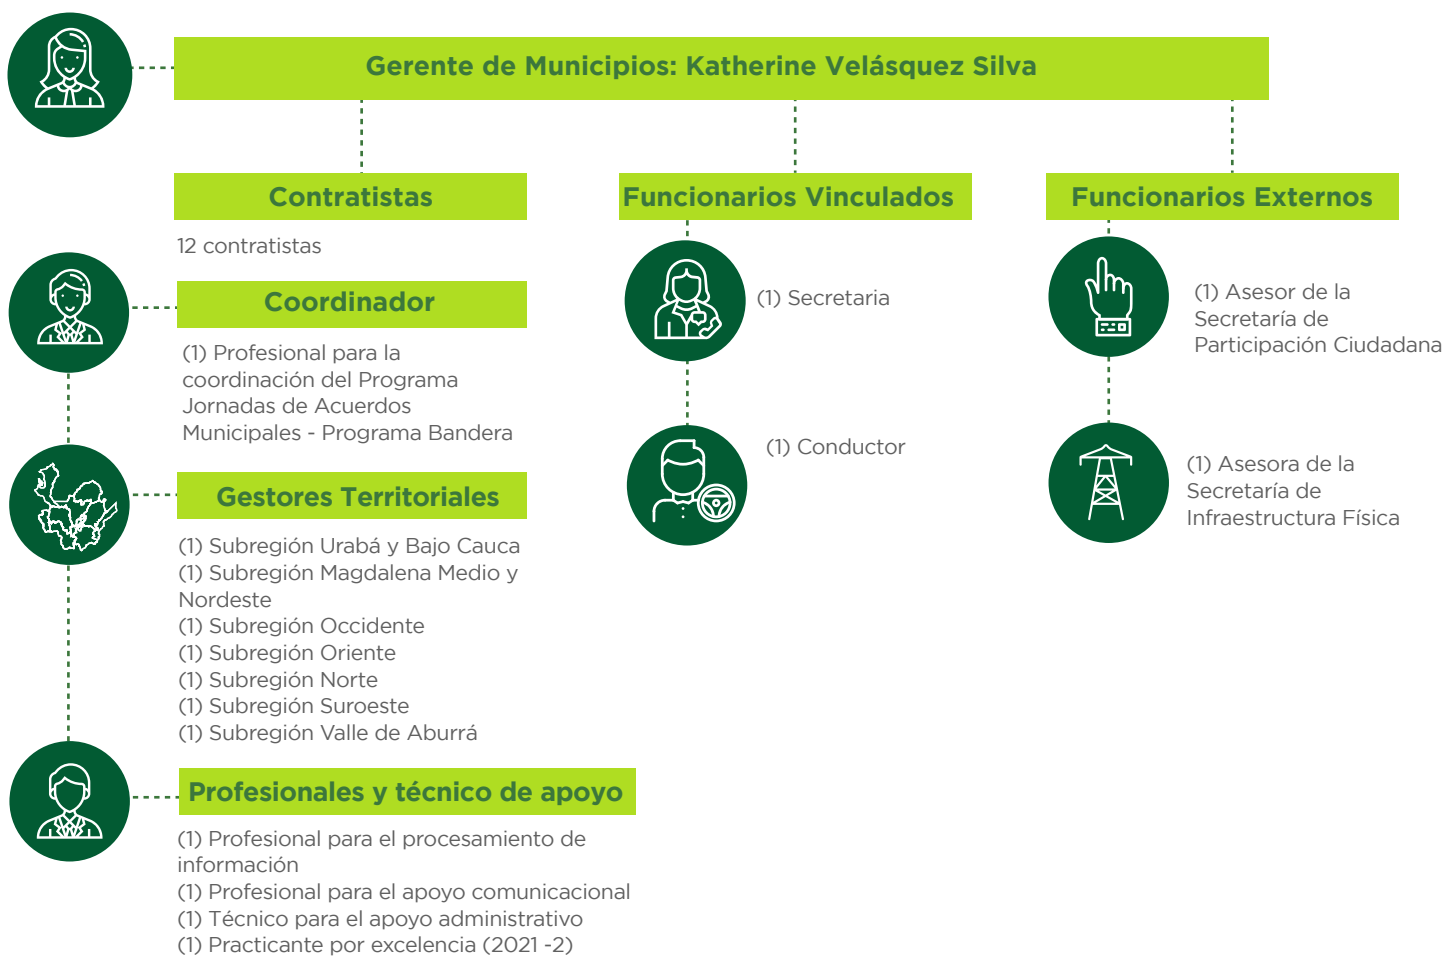 Gerente de Municipios: Katherine Velásquez Silva
Contratistas
12 contratistas
Coordinador
(1) Profesional para la
coordinación del Programa
Jornadas de Acuerdos
Municipales - Programa Bandera
Gestores Territoriales
(1) Subregión Urabá y Bajo Cauca
(1) Subregión Magdalena Medio y
Nordeste
(1) Subregión Occidente
(1) Subregión Oriente
(1) Subregión Norte
(1) Subregión Suroeste
(1) Subregión Valle de Aburrá
Profesionales y técnico de apoyo
(1) Profesional para el procesamiento de
información
(1) Profesional para el apoyo comunicacional
(1) Técnico para el apoyo administrativo
(1) Practicante por excelencia (2021 -2)
Funcionarios Vinculados
(1) Secretaria
(1) Conductor
Funcionarios Externos
(1) Asesor de la
Secretaría de
Participación Ciudadana
(1) Asesora de la
Secretaría de
Infraestructura Física